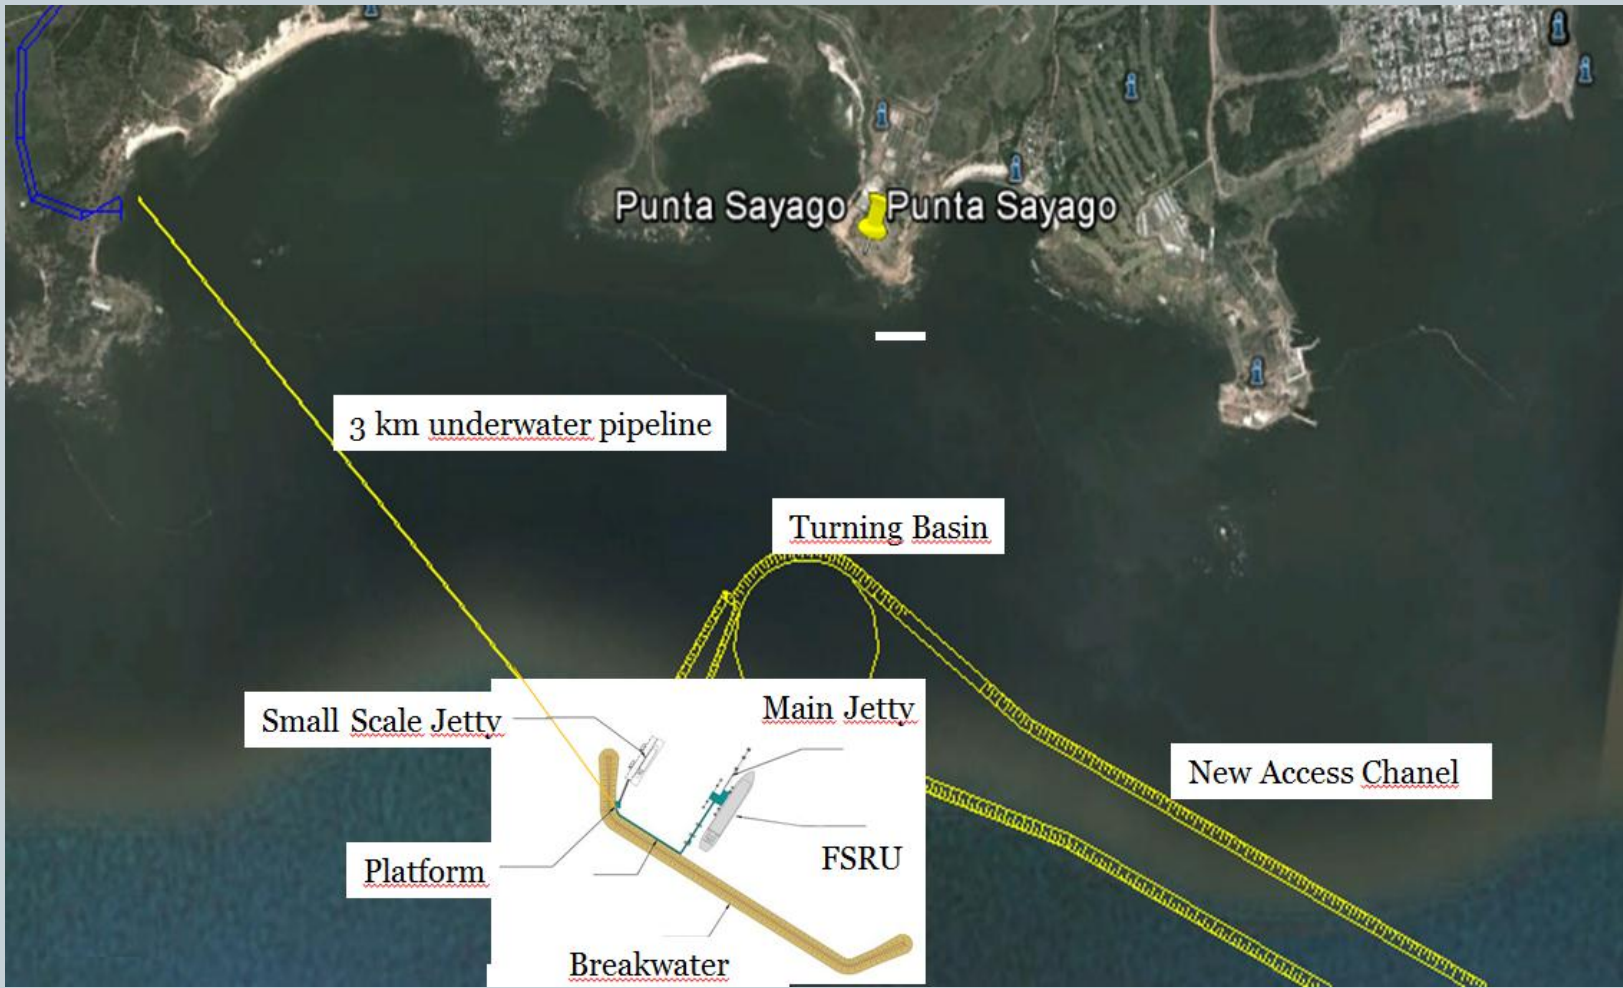 Punta Sayago Punta Sayago
3 km underwater pipeline
Turning Basin
Small Scale Jetty
Main Jetty
New Access Chanel
Platform
FSRU
Breakwater